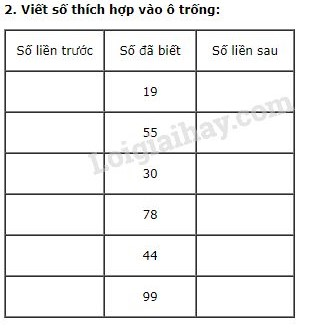 2. Viết số thích hợp vào ô trống:
Số liền trước Số đã biết Số liền sau
19
55
30
78
44
99
Loigiaihay.com